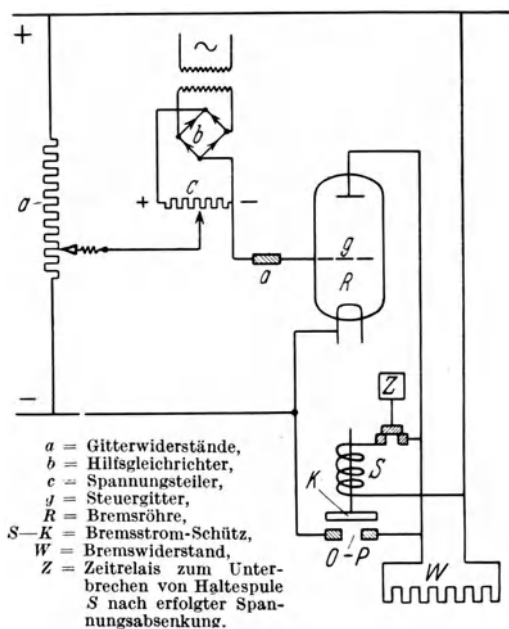 +
b
c
+ −
a
g
a
R
−
Z
S
K
O-P
W
a = Gitterwiderstände,
b = Hilfsgleichrichter,
c = Spannungsteiler,
g = Steuergitter,
R = Bremsröhre,
S—K = Bremsstrom-Schütz,
W = Bremswiderstand,
Z = Zeitrelais zum Unter-
brechen von Haltespule
S nach erfolgter Span-
nungsabsenkung.